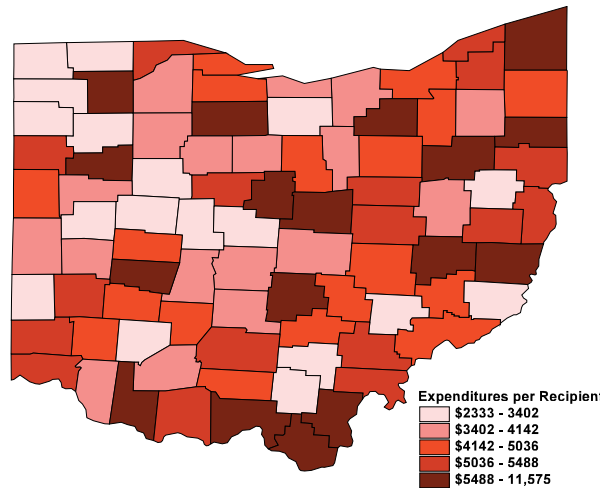 Expenditures per Recipient
$2333 - 3402
$3402 - 4142
$4142 - 5036
$5036 - 5488
$5488 - 11,575